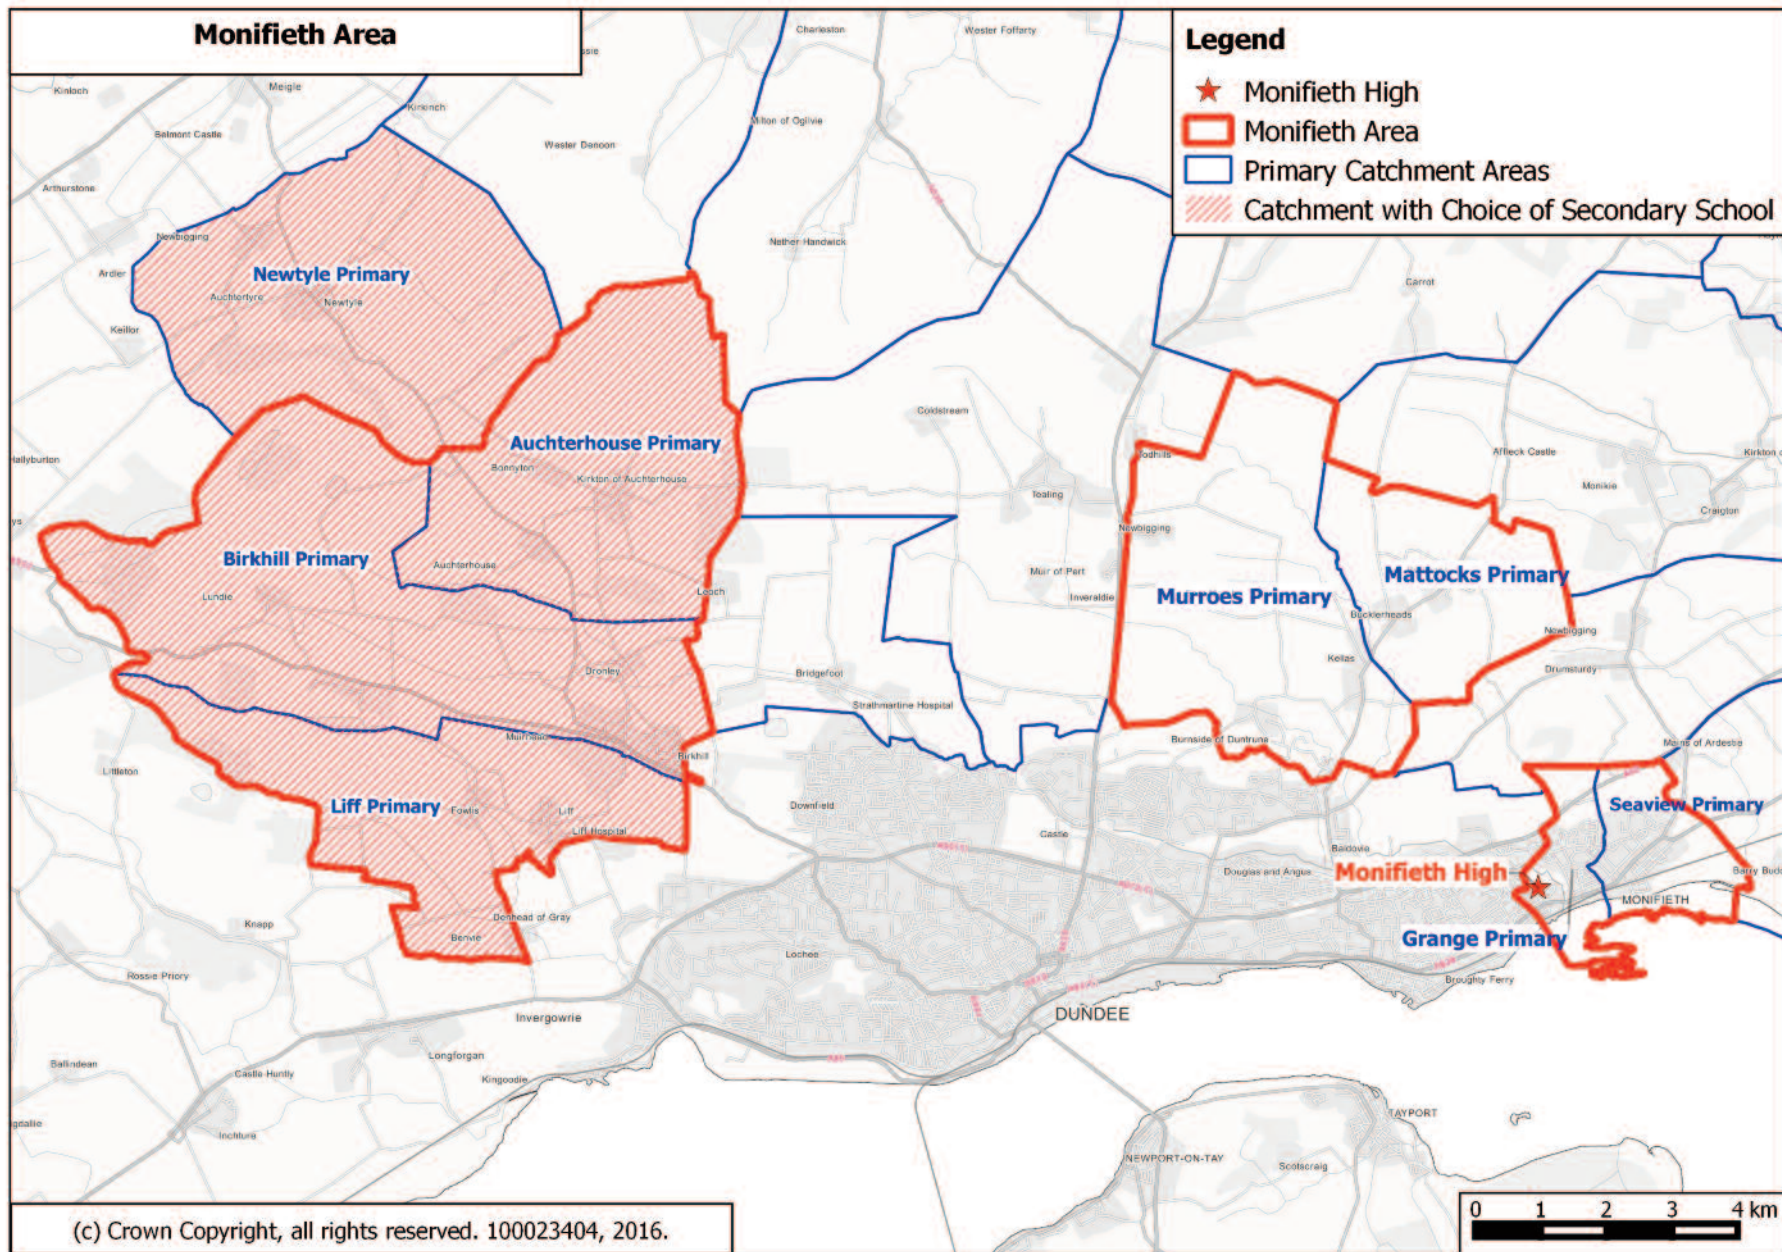 Monifieth Area
Legend
Monifieth High
Monifieth Area
Primary Catchment Areas
Catchment with Choice of Secondary School
Charleston
Wester Foffarty
Kinloch
Meigle
Kirkinch
Belmont Castle
Milton of Ogilvie
Wester Denoon
Arthurstone
Newbigging
Nether Handwick
Ardler
Newtyle Primary
Carrot
Auchtertyre
Newtyle
Keillor
Coldstream
Auchterhouse Primary
Hallyburton
Bonnyton
Kirkton of Auchterhouse
Todhills
Affleck Castle
Kirkton o
Tealing
Monikie
Craigton
Newbigging
Birkhill Primary
Auchterhouse
Muir of Pert
Mattocks Primary
Lundie
Leoch
Inveraldie
Murroes Primary
Bucklerheads
Newbigging
Kellas
Drumsturdy
Dronley
Bridgefoot
Strathmartine Hospital
Muirhead
Birkhill
Burnside of Duntrune
Mains of Ardestie
Littleton
Liff Primary
Fowlis
Liff
Liff Hospital
Downfield
Castle
Seaview Primary
Baldovie
Douglas and Angus
Monifieth High
Barry Budd
MONIFIETH
Knapp
Denhead of Gray
Benvie
Grange Primary
Lochee
Rossie Priory
Broughty Ferry
Invergowrie
DUNDEE
Longforgan
Ballindean
Castle Huntly
Kingoodie
Inchture
TAYPORT
NEWPORT-ON-TAY
Scotscraig
0 1 2 3 4 km
(c) Crown Copyright, all rights reserved. 100023404, 2016.